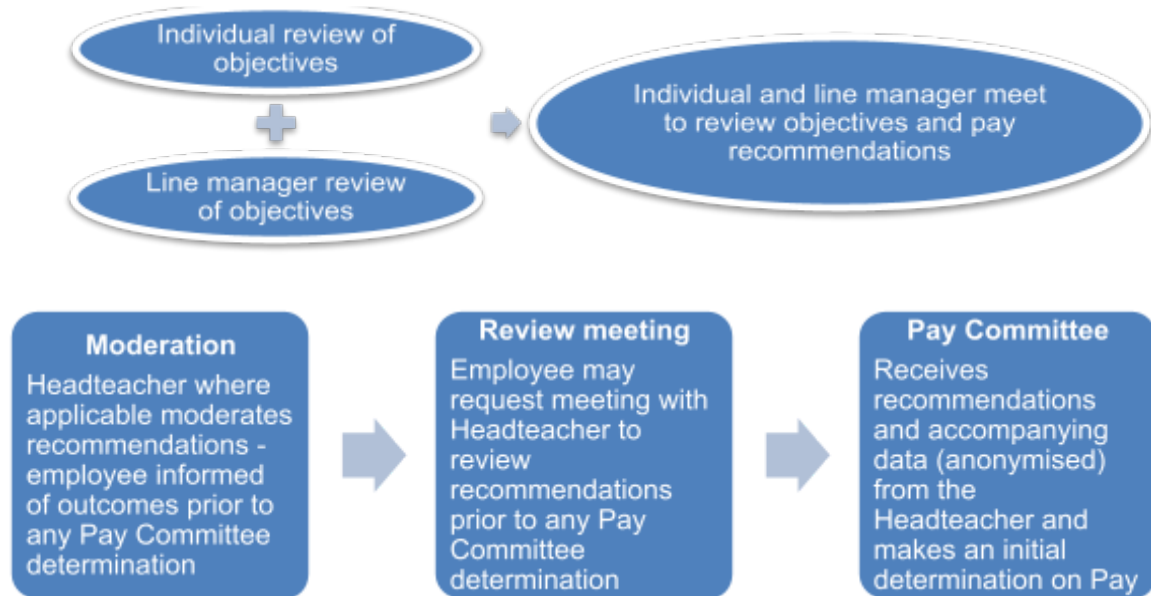 Individual review of
objectives
Line manager review
of objectives
Individual and line manager meet
to review objectives and pay
recommendations
Moderation
Headteacher where
applicable moderates
recommendations -
employee informed
of outcomes prior to
any Pay Committee
determination
Review meeting
Employee may
request meeting with
Headteacher to
review
recommendations
prior to any Pay
Committee
determination
Pay Committee
Receives
recommendations
and accompanying
data (anonymised)
from the
Headteacher and
makes an initial
determination on Pay